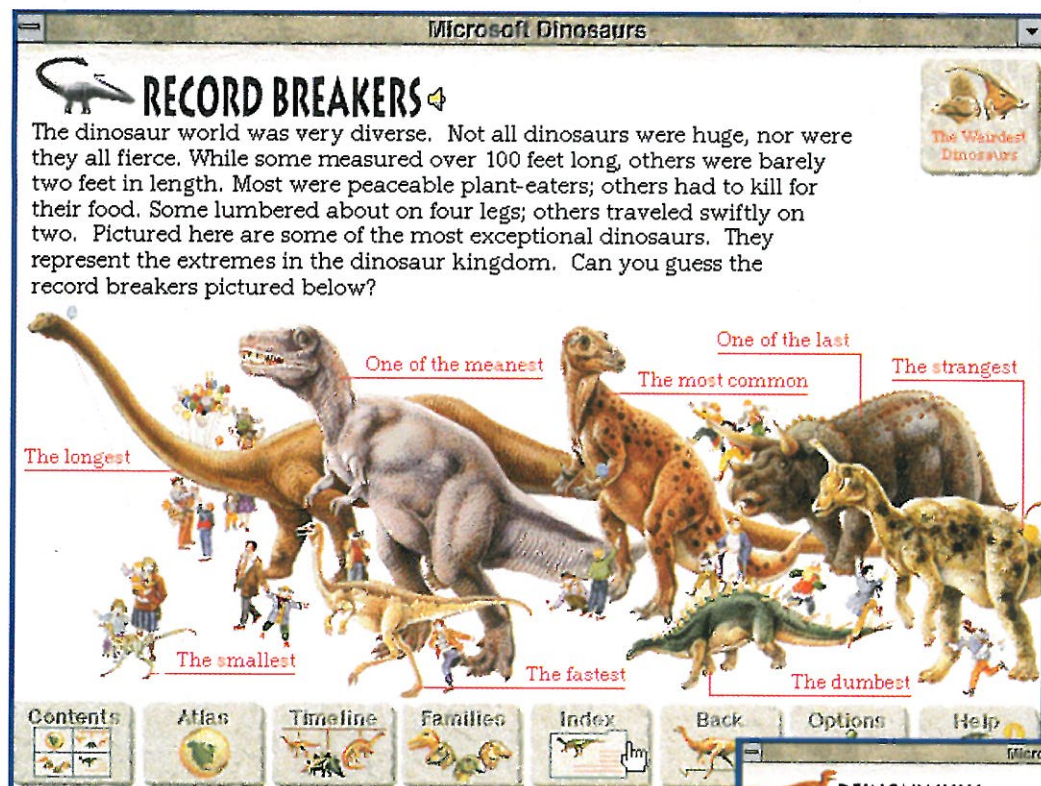 Microsoft Dinosaurs
RECORD BREAKERS
The Weirdest
Dinosaurs
The dinosaur world was very diverse. Not all dinosaurs were huge, nor were
they all fierce. While some measured over 100 feet long, others were barely
two feet in length. Most were peaceable plant-eaters; others had to kill for
their food. Some lumbered about on four legs; others traveled swiftly on
two. Pictured here are some of the most exceptional dinosaurs. They
represent the extremes in the dinosaur kingdom. Can you guess the
record breakers pictured below?
One of the last
One of the meanest
The most common
The strangest
The longest
The smallest
The fastest
The dumbest
Contents
Atlas
Timeline
Families
Index
Back
Options
Help
Micro